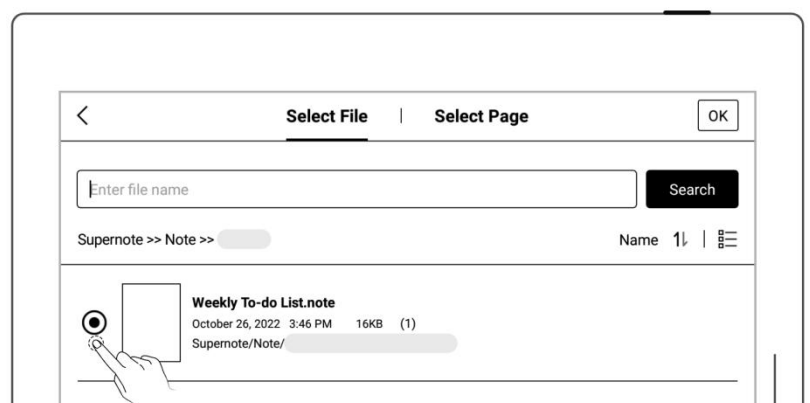 Select File | Select Page OK
Enter file name Search
Supernote >> Note >> Name
Weekly To-do List.note
October 26, 2022 3:46 PM 16KB (1)
Supernote/Note/